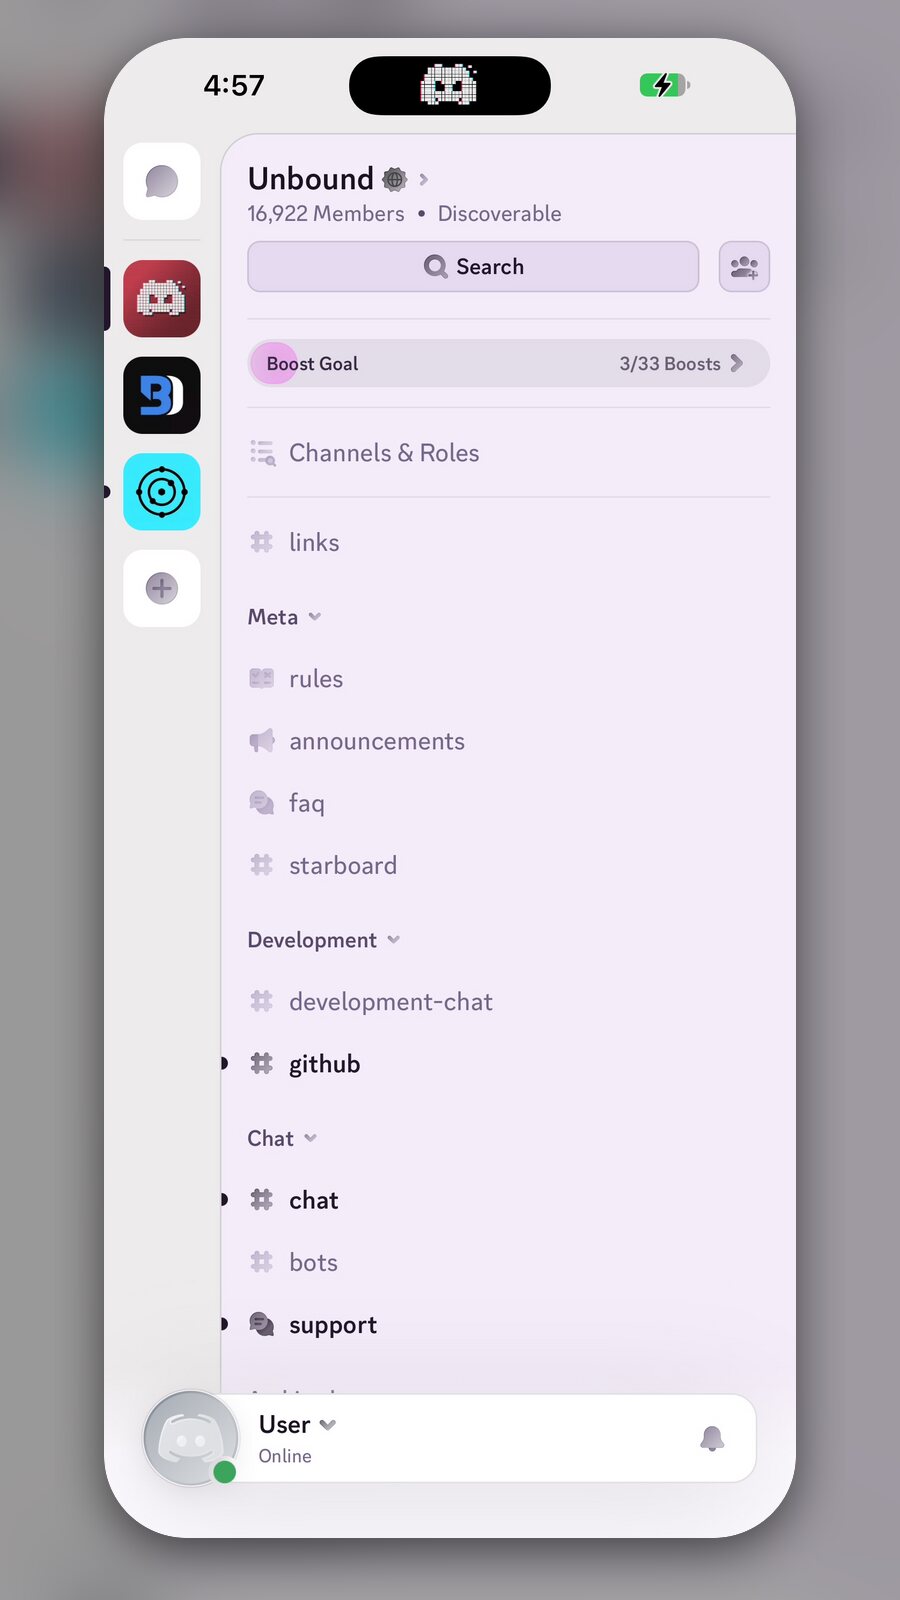 4:57
Unbound
16,922 Members • Discoverable
Search
Boost Goal
3/33 Boosts
Channels & Roles
links
Meta
rules
announcements
faq
starboard
Development
development-chat
github
Chat
chat
bots
support
User
Online